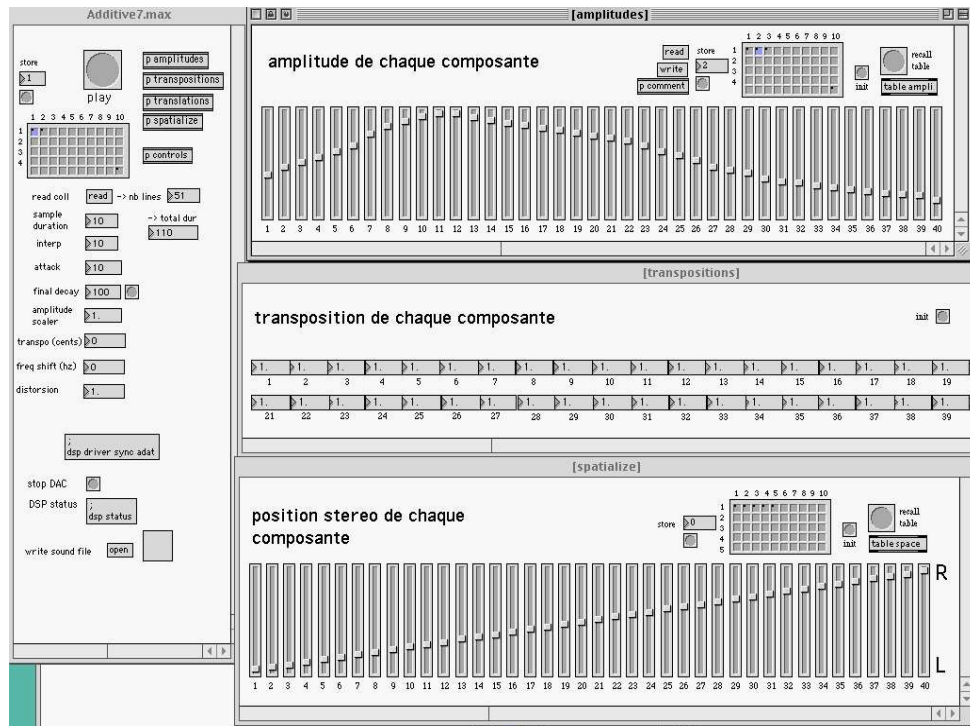 Additive7.max
store
1
play
p amplitudes
p transpositions
p translations
p spatialize
p controls
1 2 3 4 5 6 7 8 9 10
1
2
3
4
read coll read -> nb lines 51
sample duration 10
-> total dur
110
interp 10
attack 10
final decay 100
amplitude scaler 1.
transpo (cents) 0
freq shift (hz) 0
distorsion 1.
;
dsp driver sync adat
stop DAC
DSP status
;
dsp status
write sound file open
[amplitudes]
amplitude de chaque composante
read
write
p comment
store
2
1 2 3 4 5 6 7 8 9 10
1
2
3
4
init
recall
table
table ampli
1 2 3 4 5 6 7 8 9 10 11 12 13 14 15 16 17 18 19 20 21 22 23 24 25 26 27 28 29 30 31 32 33 34 35 36 37 38 39 40
[transpositions]
transposition de chaque composante
init
1. 1. 1. 1. 1. 1. 1. 1. 1. 1. 1. 1. 1. 1. 1. 1. 1. 1. 1.
1 2 3 4 5 6 7 8 9 10 11 12 13 14 15 16 17 18 19
1. 1. 1. 1. 1. 1. 1. 1. 1. 1. 1. 1. 1. 1. 1. 1. 1. 1. 1.
21 22 23 24 25 26 27 28 29 30 31 32 33 34 35 36 37 38 39
[spatialize]
position stereo de chaque
composante
store 0
1 2 3 4 5 6 7 8 9 10
1
2
3
4
5
init
recall
table
table space
R
L
1 2 3 4 5 6 7 8 9 10 11 12 13 14 15 16 17 18 19 20 21 22 23 24 25 26 27 28 29 30 31 32 33 34 35 36 37 38 39 40